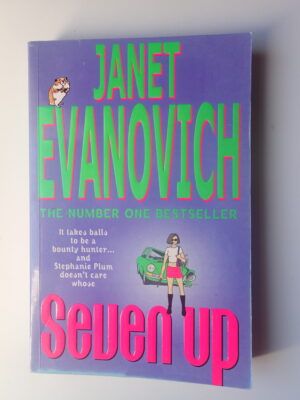 JANET
EVANOVICH
THE NUMBER ONE BESTSELLER
It takes balls
to be a
bounty hunter...
and
Stephanie Plum
doesn't care
whose
Seven Up